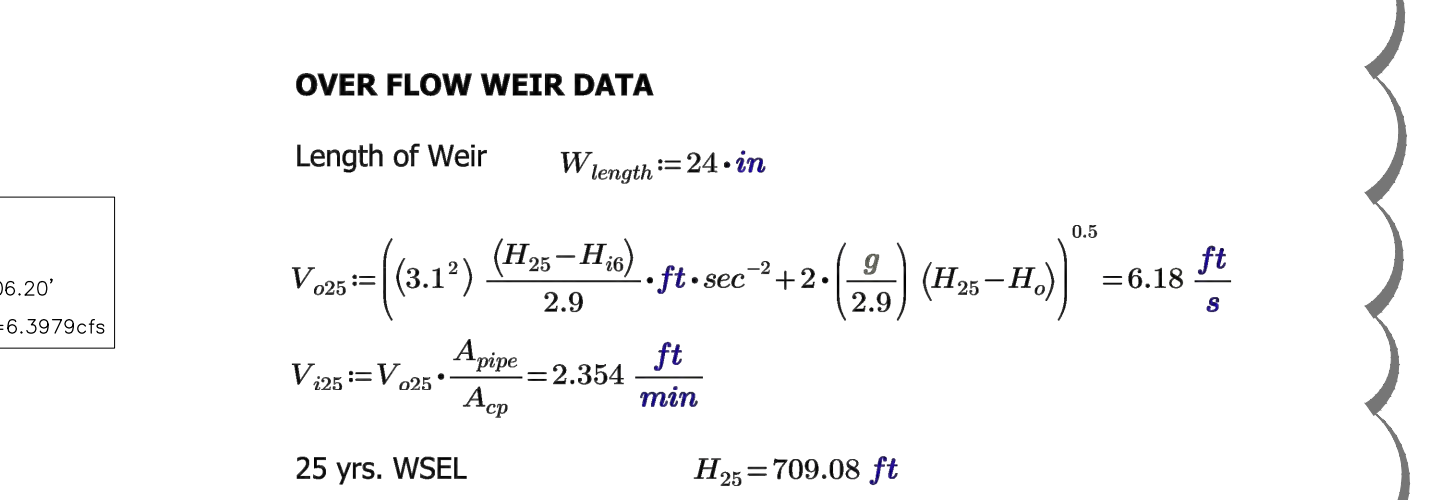 OVER FLOW WEIR DATA
Length of Weir W_length := 24 · in
06.20'
V_o25 := ((3.1^2) (H_25 − H_i6)/2.9 · ft · sec^−2 + 2 · (g/2.9) (H_25 − H_o))^0.5 = 6.18 ft/s
=6.3979cfs
V_i25 := V_o25 · A_pipe/A_cp = 2.354 ft/min
25 yrs. WSEL H_25 = 709.08 ft